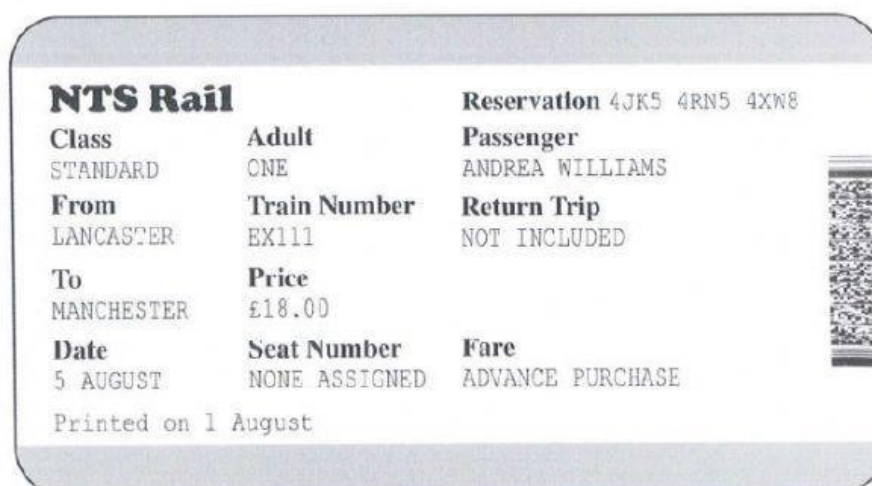 NTS Rail Reservation 4JK5 4RN5 4XW8
Class Adult Passenger
STANDARD ONE ANDREA WILLIAMS
From Train Number Return Trip
LANCASTER EX111 NOT INCLUDED
To Price
MANCHESTER £18.00
Date Seat Number Fare
5 AUGUST NONE ASSIGNED ADVANCE PURCHASE
Printed on 1 August